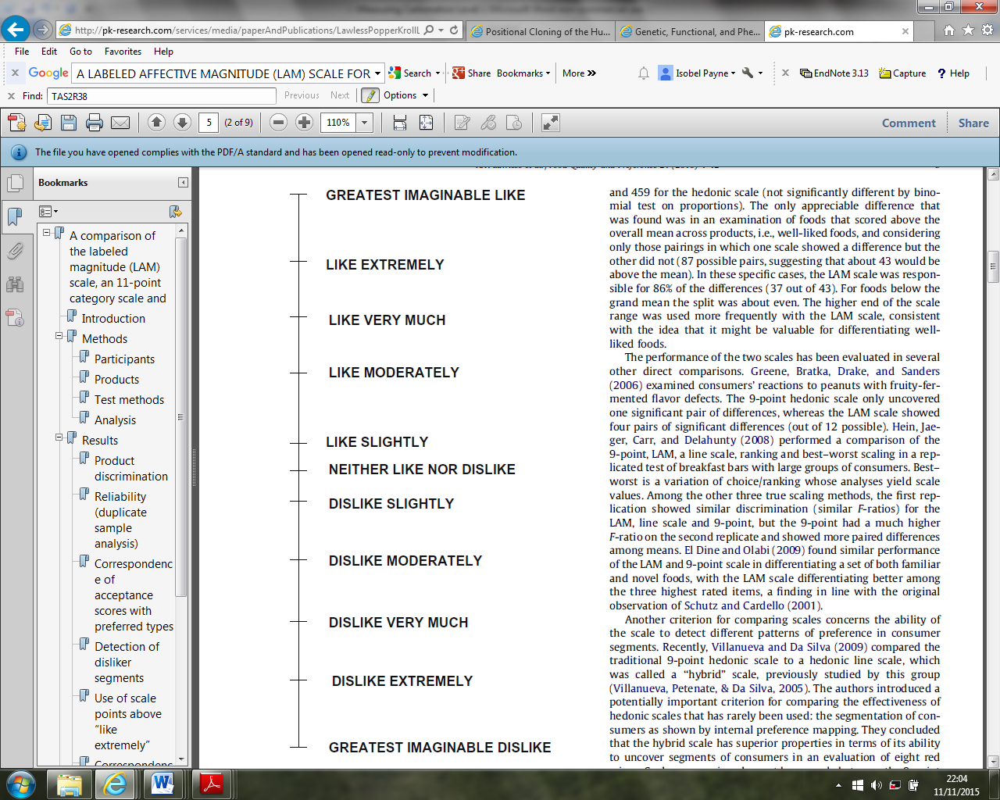 http://pk-research.com/services/media/paperAndPublications/LawlessPopperKrollL
Positional Cloning of the Hu...
Genetic, Functional, and Phe...
pk-research.com
File Edit Go to Favorites Help
Google
A LABELED AFFECTIVE MAGNITUDE (LAM) SCALE FOR
Search
Share
Bookmarks
More
Isobel Payne
EndNote 3.13
Capture
Help
Find:
TAS2R38
Previous
Next
Options
5
(2 of 9)
110%
Comment
Share
The file you have opened complies with the PDF/A standard and has been opened read-only to prevent modification.
Bookmarks
A comparison of
the labeled
magnitude (LAM)
scale, an 11-point
category scale and
Introduction
Methods
Participants
Products
Test methods
Analysis
Results
Product
discrimination
Reliability
(duplicate
sample
analysis)
Correspondenc
e of
acceptance
scores with
preferred types
Detection of
disliker
segments
Use of scale
points above
“like
extremely”
Correspondenc
GREATEST IMAGINABLE LIKE
LIKE EXTREMELY
LIKE VERY MUCH
LIKE MODERATELY
LIKE SLIGHTLY
NEITHER LIKE NOR DISLIKE
DISLIKE SLIGHTLY
DISLIKE MODERATELY
DISLIKE VERY MUCH
DISLIKE EXTREMELY
GREATEST IMAGINABLE DISLIKE
and 459 for the hedonic scale (not significantly different by bino-
mial test on proportions). The only appreciable difference that
was found was in an examination of foods that scored above the
overall mean across products, i.e., well-liked foods, and considering
only those pairings in which one scale showed a difference but the
other did not (87 possible pairs, suggesting that about 43 would be
above the mean). In these specific cases, the LAM scale was respon-
sible for 86% of the differences (37 out of 43). For foods below the
grand mean the split was about even. The higher end of the scale
range was used more frequently with the LAM scale, consistent
with the idea that it might be valuable for differentiating well-
liked foods.
The performance of the two scales has been evaluated in several
other direct comparisons. Greene, Bratka, Drake, and Sanders
(2006) examined consumers' reactions to peanuts with fruity-fer-
mented flavor defects. The 9-point hedonic scale only uncovered
one significant pair of differences, whereas the LAM scale showed
four pairs of significant differences (out of 12 possible). Hein, Jae-
ger, Carr, and Delahunty (2008) performed a comparison of the
9-point, LAM, a line scale, ranking and best–worst scaling in a rep-
licated test of breakfast bars with large groups of consumers. Best–
worst is a variation of choice/ranking whose analyses yield scale
values. Among the other three true scaling methods, the first rep-
lication showed similar discrimination (similar F-ratios) for the
LAM, line scale and 9-point, but the 9-point had a much higher
F-ratio on the second replicate and showed more paired differences
among means. El Dine and Olabi (2009) found similar performance
of the LAM and 9-point scale in differentiating a set of both familiar
and novel foods, with the LAM scale differentiating better among
the three highest rated items, a finding in line with the original
observation of Schutz and Cardello (2001).
Another criterion for comparing scales concerns the ability of
the scale to detect different patterns of preference in consumer
segments. Recently, Villanueva and Da Silva (2009) compared the
traditional 9-point hedonic scale to a hedonic line scale, which
was called a “hybrid” scale, previously studied by this group
(Villanueva, Petenate, & Da Silva, 2005). The authors introduced a
potentially important criterion for comparing the effectiveness of
hedonic scales that has rarely been used: the segmentation of con-
sumers as shown by internal preference mapping. They concluded
that the hybrid scale has superior properties in terms of its ability
to uncover segments of consumers in an evaluation of eight red
22:04
11/11/2015